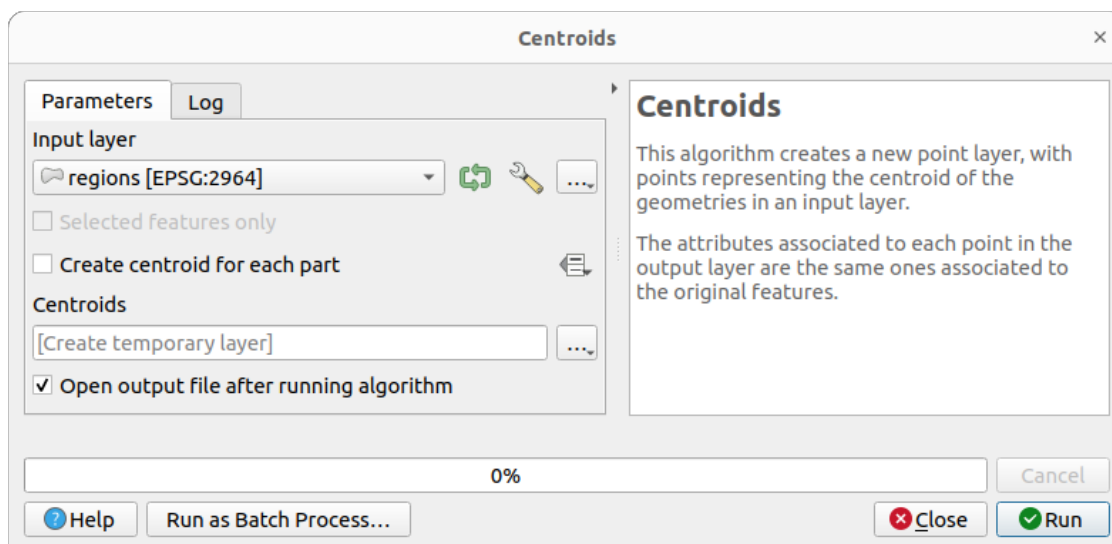 Centroids
Parameters
Log
Input layer
regions [EPSG:2964]
...
Selected features only
Create centroid for each part
Centroids
[Create temporary layer]
...
Open output file after running algorithm
Centroids
This algorithm creates a new point layer, with
points representing the centroid of the
geometries in an input layer.
The attributes associated to each point in the
output layer are the same ones associated to
the original features.
0%
Cancel
Help
Run as Batch Process...
Close
Run